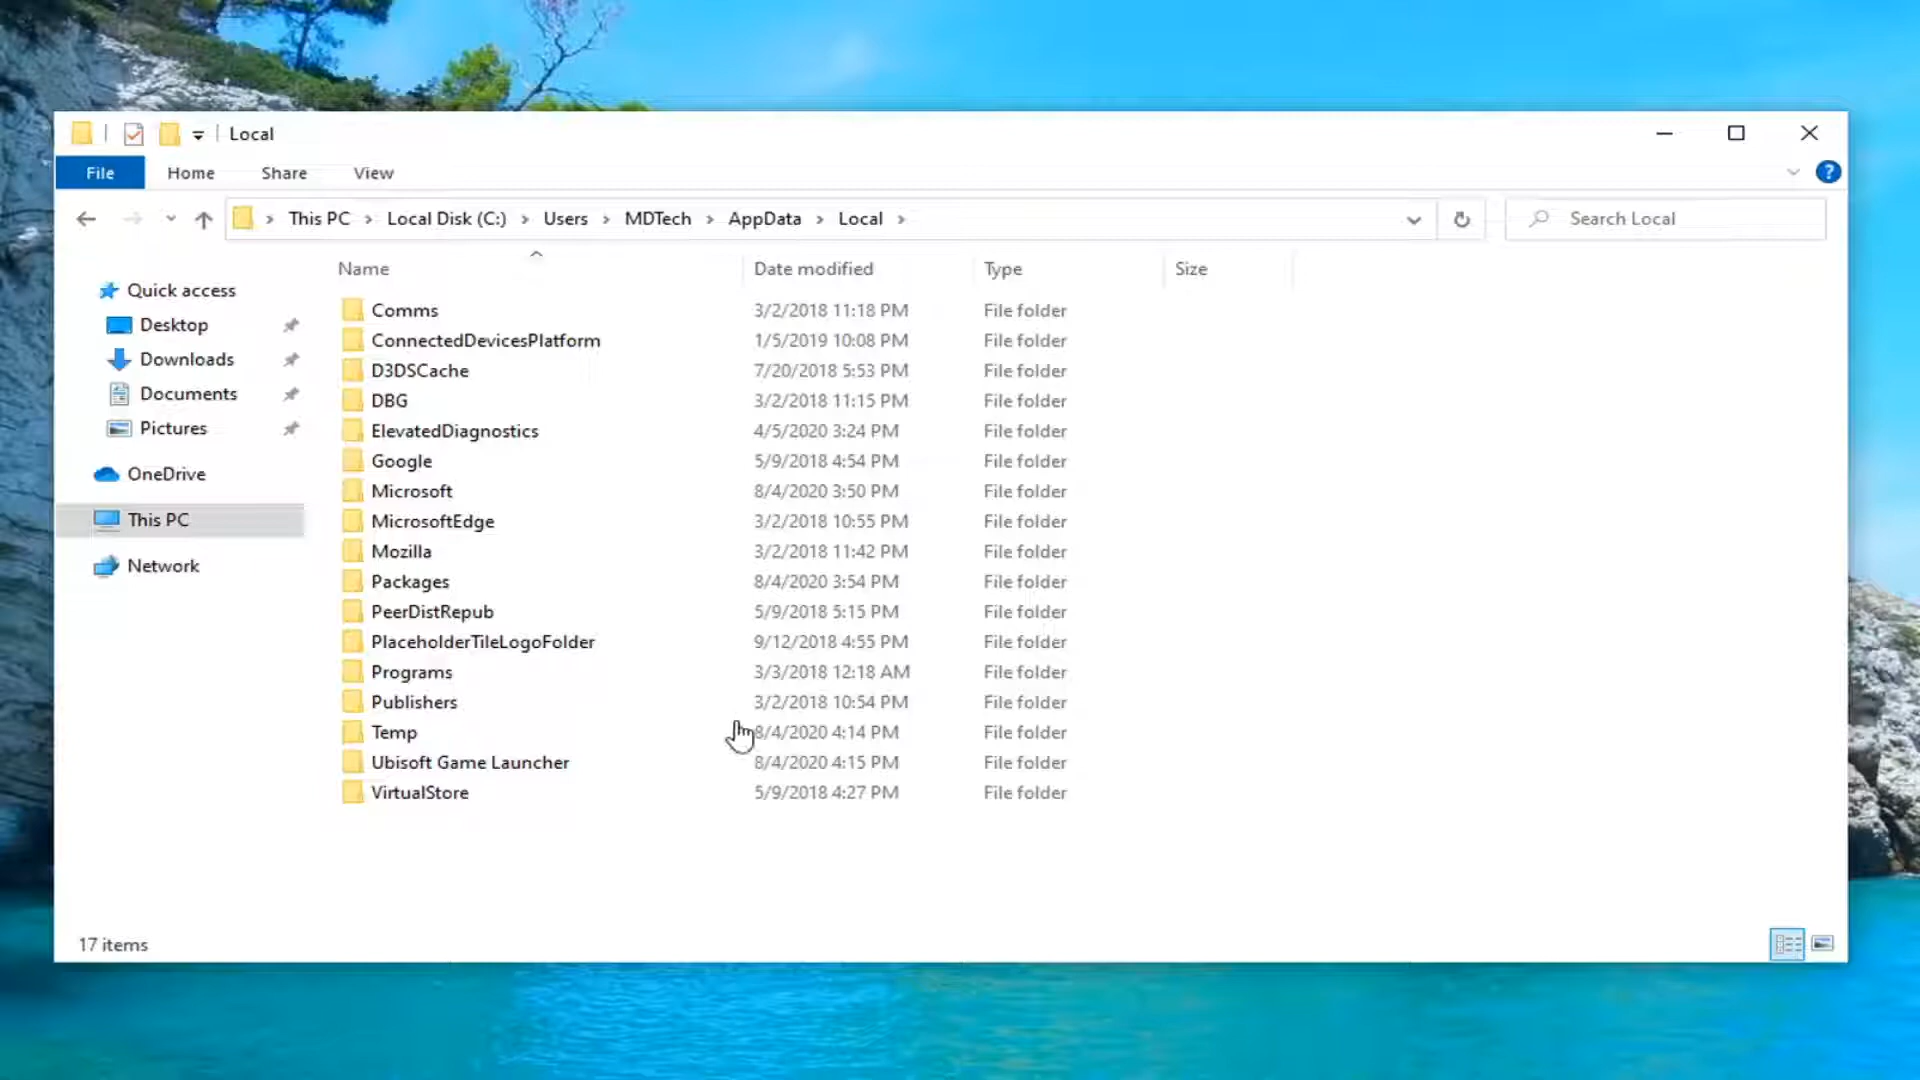 Local
File Home Share View
This PC Local Disk (C:) Users MDTech AppData Local
Search Local
Name Date modified Type Size
Quick access
Desktop
Downloads
Documents
Pictures
OneDrive
This PC
Network
Comms 3/2/2018 11:18 PM File folder
ConnectedDevicesPlatform 1/5/2019 10:08 PM File folder
D3DSCache 7/20/2018 5:53 PM File folder
DBG 3/2/2018 11:15 PM File folder
ElevatedDiagnostics 4/5/2020 3:24 PM File folder
Google 5/9/2018 4:54 PM File folder
Microsoft 8/4/2020 3:50 PM File folder
MicrosoftEdge 3/2/2018 10:55 PM File folder
Mozilla 3/2/2018 11:42 PM File folder
Packages 8/4/2020 3:54 PM File folder
PeerDistRepub 5/9/2018 5:15 PM File folder
PlaceholderTileLogoFolder 9/12/2018 4:55 PM File folder
Programs 3/3/2018 12:18 AM File folder
Publishers 3/2/2018 10:54 PM File folder
Temp 8/4/2020 4:14 PM File folder
Ubisoft Game Launcher 8/4/2020 4:15 PM File folder
VirtualStore 5/9/2018 4:27 PM File folder
17 items